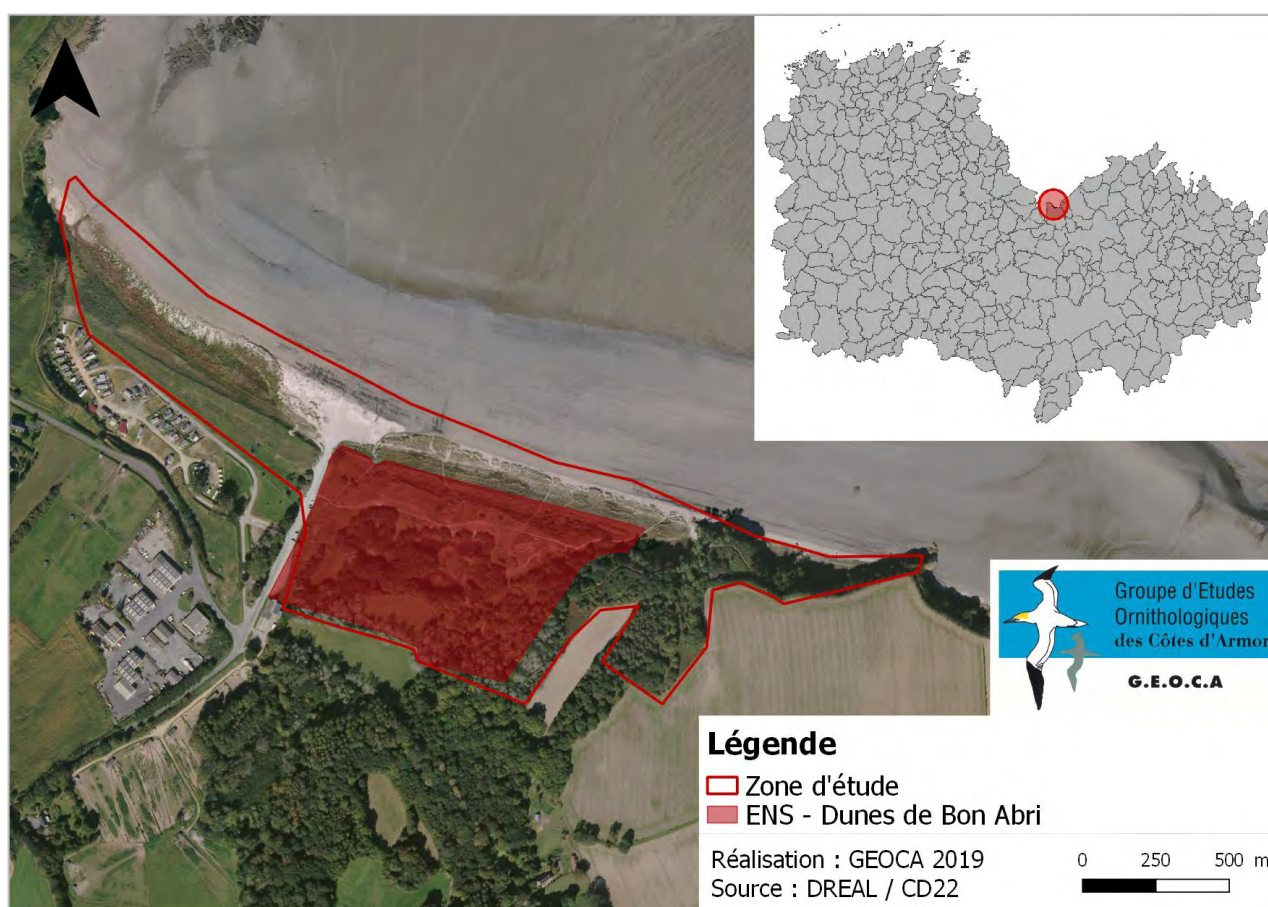 Groupe d'Etudes
Ornithologiques
des Côtes d'Armor
G.E.O.C.A
Légende
Zone d'étude
ENS - Dunes de Bon Abri
Réalisation : GEOCA 2019
Source : DREAL / CD22
0 250 500 m